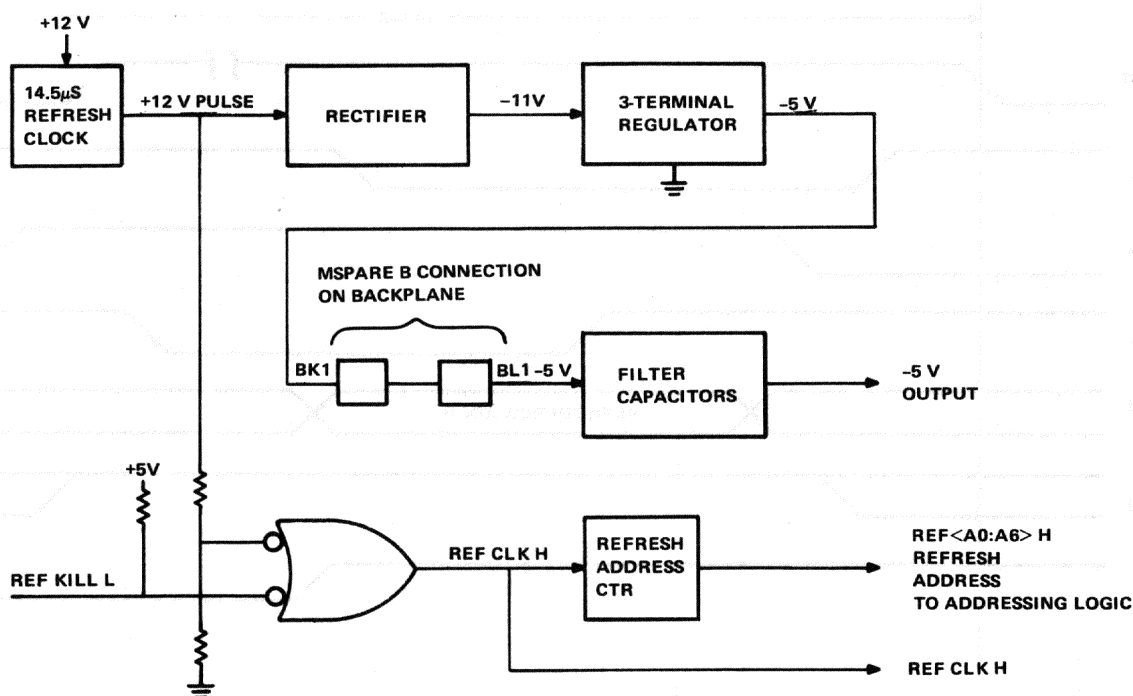 +12 V
14.5μS
REFRESH
CLOCK
+12 V PULSE
RECTIFIER
-11V
3-TERMINAL
REGULATOR
-5 V
MSPARE B CONNECTION
ON BACKPLANE
BK1
BL1 -5 V
FILTER
CAPACITORS
-5 V
OUTPUT
+5V
REF KILL L
REF CLK H
REFRESH
ADDRESS
CTR
REF<A0:A6> H
REFRESH
ADDRESS
TO ADDRESSING LOGIC
REF CLK H